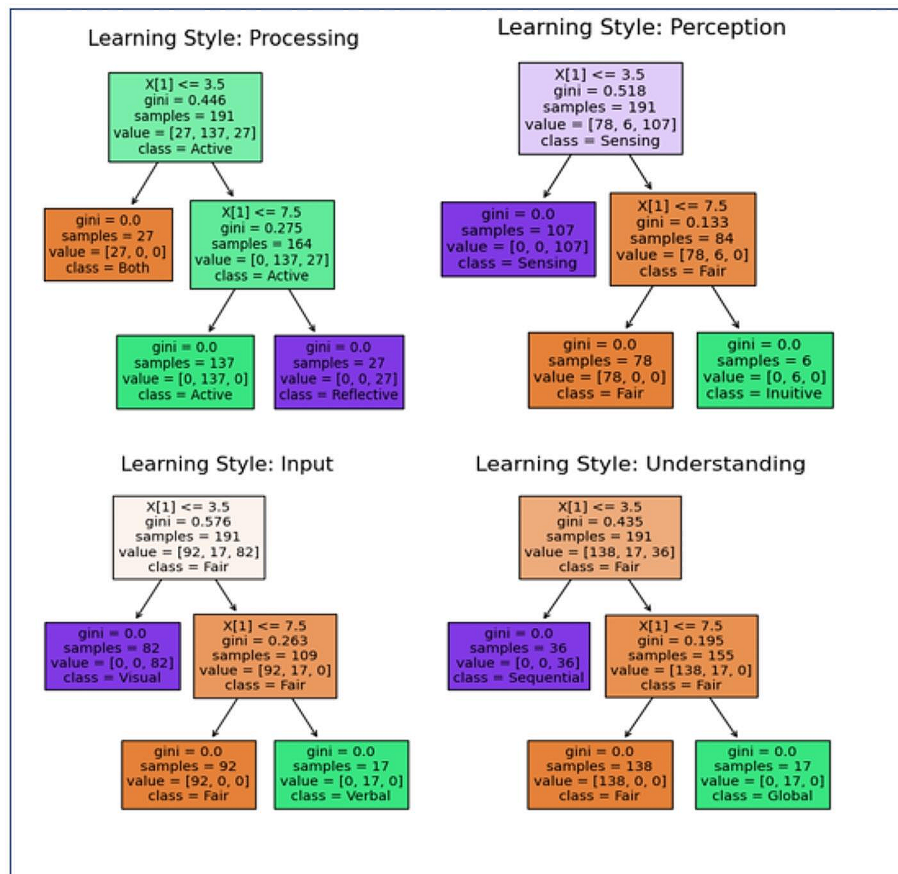 Learning Style: Processing
X[1] <= 3.5
gini = 0.446
samples = 191
value = [27, 137, 27]
class = Active
gini = 0.0
samples = 27
value = [27, 0, 0]
class = Both
X[1] <= 7.5
gini = 0.275
samples = 164
value = [0, 137, 27]
class = Active
gini = 0.0
samples = 137
value = [0, 137, 0]
class = Active
gini = 0.0
samples = 27
value = [0, 0, 27]
class = Reflective
Learning Style: Perception
X[1] <= 3.5
gini = 0.518
samples = 191
value = [78, 6, 107]
class = Sensing
gini = 0.0
samples = 107
value = [0, 0, 107]
class = Sensing
X[1] <= 7.5
gini = 0.133
samples = 84
value = [78, 6, 0]
class = Fair
gini = 0.0
samples = 78
value = [78, 0, 0]
class = Fair
gini = 0.0
samples = 6
value = [0, 6, 0]
class = Inuitive
Learning Style: Input
X[1] <= 3.5
gini = 0.576
samples = 191
value = [92, 17, 82]
class = Fair
gini = 0.0
samples = 82
value = [0, 0, 82]
class = Visual
X[1] <= 7.5
gini = 0.263
samples = 109
value = [92, 17, 0]
class = Fair
gini = 0.0
samples = 92
value = [92, 0, 0]
class = Fair
gini = 0.0
samples = 17
value = [0, 17, 0]
class = Verbal
Learning Style: Understanding
X[1] <= 3.5
gini = 0.435
samples = 191
value = [138, 17, 36]
class = Fair
gini = 0.0
samples = 36
value = [0, 0, 36]
class = Sequential
X[1] <= 7.5
gini = 0.195
samples = 155
value = [138, 17, 0]
class = Fair
gini = 0.0
samples = 138
value = [138, 0, 0]
class = Fair
gini = 0.0
samples = 17
value = [0, 17, 0]
class = Global